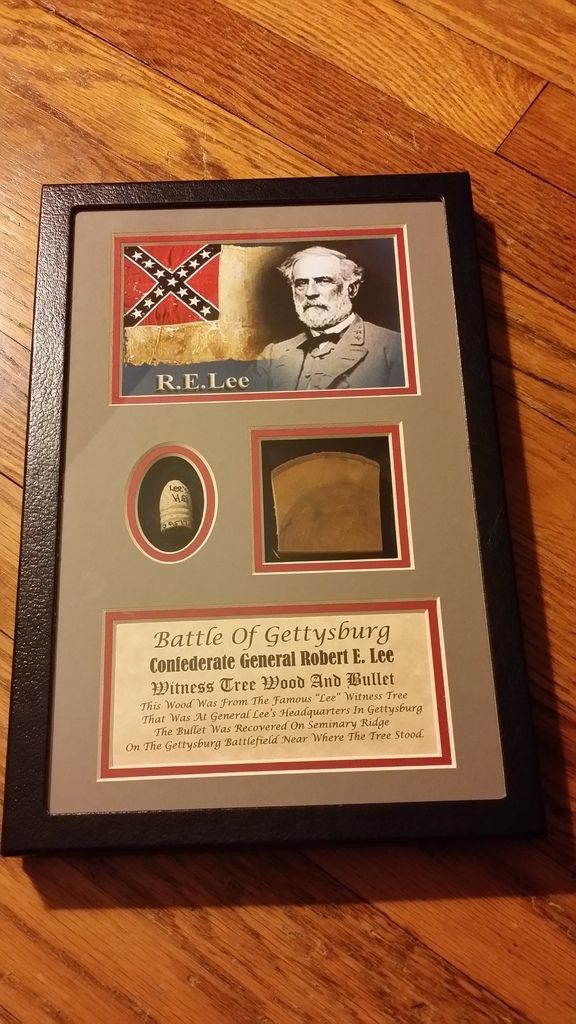 R.E.Lee
Lee's
Battle Of Gettysburg
Confederate General Robert E. Lee
Witness Tree Wood And Bullet
This Wood Was From The Famous "Lee" Witness Tree
That Was At General Lee's Headquarters In Gettysburg
The Bullet Was Recovered On Seminary Ridge
On The Gettysburg Battlefield Near Where The Tree Stood.